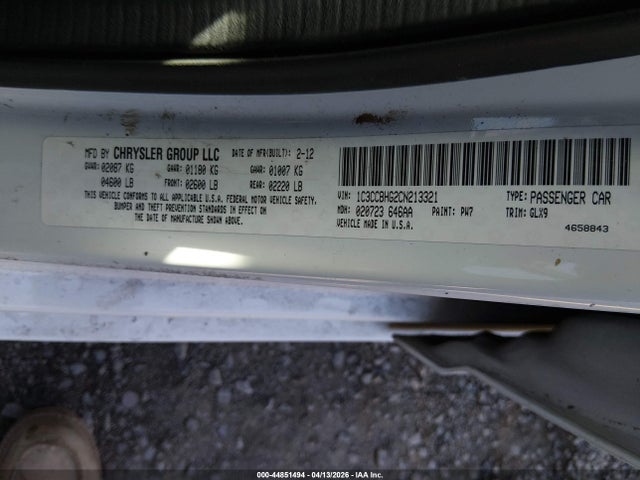 MFD BY CHRYSLER GROUP LLC DATE OF MFR(BUILT): 2-12
GVWR: 02087 KG GAWR: 01180 KG GAWR: 01007 KG
04600 LB FRONT: 02600 LB REAR: 02220 LB
THIS VEHICLE CONFORMS TO ALL APPLICABLE U.S.A. FEDERAL MOTOR VEHICLE SAFETY,
BUMPER AND THEFT PREVENTION STANDARDS IN EFFECT ON
THE DATE OF MANUFACTURE SHOWN ABOVE.
VIN: 1C3CCBHG2CN213321 TYPE: PASSENGER CAR
MDH: 020723 646AA PAINT: PW7 TRIM: GLX9
VEHICLE MADE IN U.S.A.
4658843
000-44851494 | 04/13/2026 - IAA Inc.